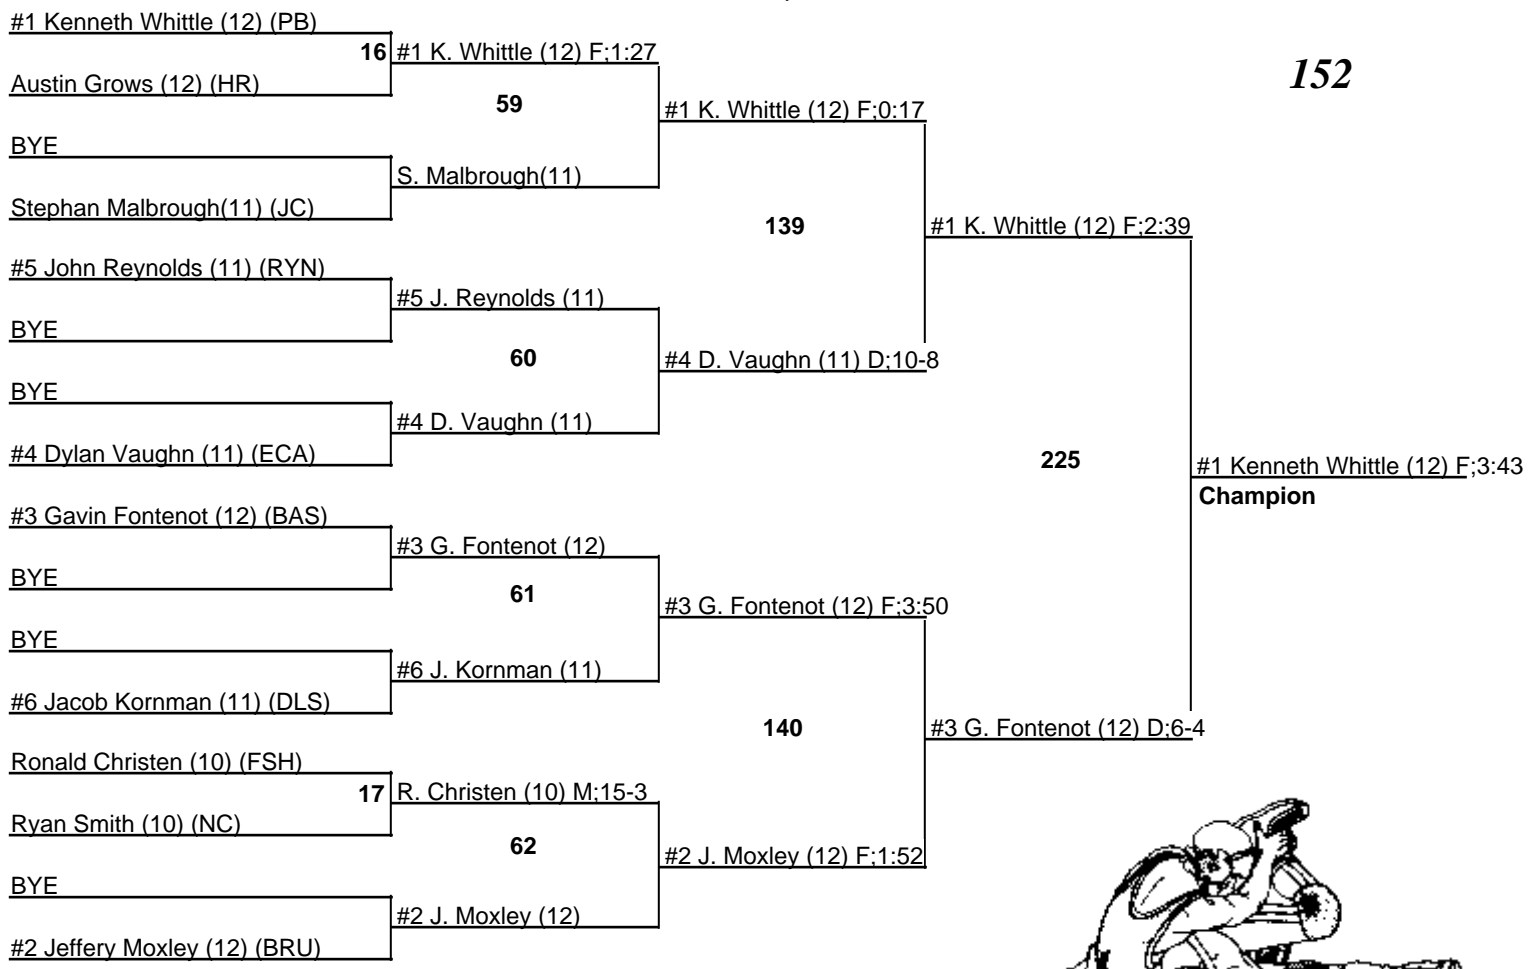 #1 Kenneth Whittle (12) (PB)
16 #1 K. Whittle (12) F;1:27
152
Austin Grows (12) (HR)
59
#1 K. Whittle (12) F;0:17
BYE
S. Malbrough(11)
Stephan Malbrough(11) (JC)
139
#1 K. Whittle (12) F;2:39
#5 John Reynolds (11) (RYN)
#5 J. Reynolds (11)
BYE
60
#4 D. Vaughn (11) D;10-8
BYE
#4 D. Vaughn (11)
#4 Dylan Vaughn (11) (ECA)
225
#1 Kenneth Whittle (12) F;3:43
Champion
#3 Gavin Fontenot (12) (BAS)
#3 G. Fontenot (12)
BYE
61
#3 G. Fontenot (12) F;3:50
BYE
#6 J. Kornman (11)
#6 Jacob Kornman (11) (DLS)
140
#3 G. Fontenot (12) D;6-4
Ronald Christen (10) (FSH)
17 R. Christen (10) M;15-3
Ryan Smith (10) (NC)
62
#2 J. Moxley (12) F;1:52
BYE
#2 J. Moxley (12)
#2 Jeffery Moxley (12) (BRU)